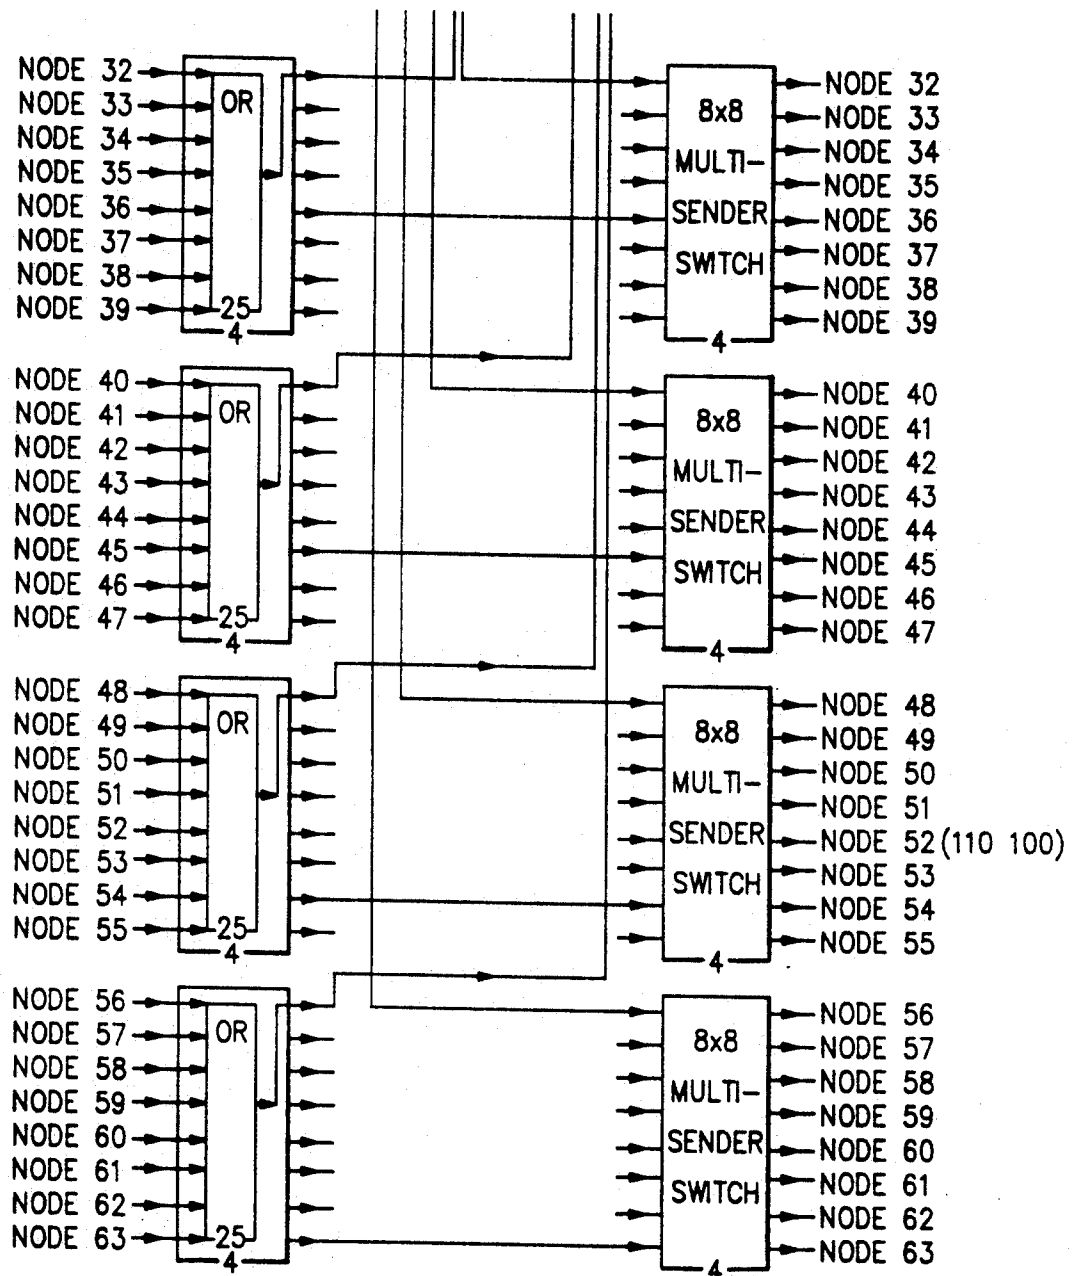 NODE 32
NODE 33
NODE 34
NODE 35
NODE 36
NODE 37
NODE 38
NODE 39
OR
25
4
8x8
MULTI-
SENDER
SWITCH
4
NODE 32
NODE 33
NODE 34
NODE 35
NODE 36
NODE 37
NODE 38
NODE 39
NODE 40
NODE 41
NODE 42
NODE 43
NODE 44
NODE 45
NODE 46
NODE 47
OR
25
4
8x8
MULTI-
SENDER
SWITCH
4
NODE 40
NODE 41
NODE 42
NODE 43
NODE 44
NODE 45
NODE 46
NODE 47
NODE 48
NODE 49
NODE 50
NODE 51
NODE 52
NODE 53
NODE 54
NODE 55
OR
25
4
8x8
MULTI-
SENDER
SWITCH
4
NODE 48
NODE 49
NODE 50
NODE 51
NODE 52 (110 100)
NODE 53
NODE 54
NODE 55
NODE 56
NODE 57
NODE 58
NODE 59
NODE 60
NODE 61
NODE 62
NODE 63
OR
25
4
8x8
MULTI-
SENDER
SWITCH
4
NODE 56
NODE 57
NODE 58
NODE 59
NODE 60
NODE 61
NODE 62
NODE 63